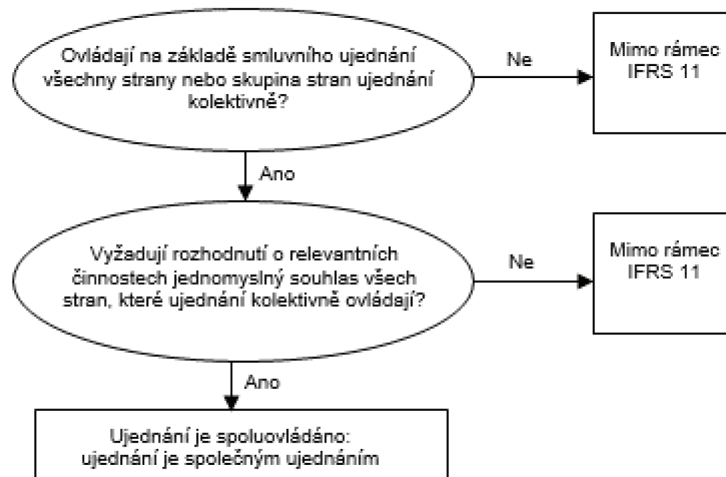 Ovládají na základě smluvního ujednání
všechny strany nebo skupina stran ujednání
kolektivně?
Ne
Mimo rámec
IFRS 11
Ano
Vyžadují rozhodnutí o relevantních
činnostech jednomyslný souhlas všech
stran, které ujednání kolektivně ovládají?
Ne
Mimo rámec
IFRS 11
Ano
Ujednání je spoluovládáno:
ujednání je společným ujednáním